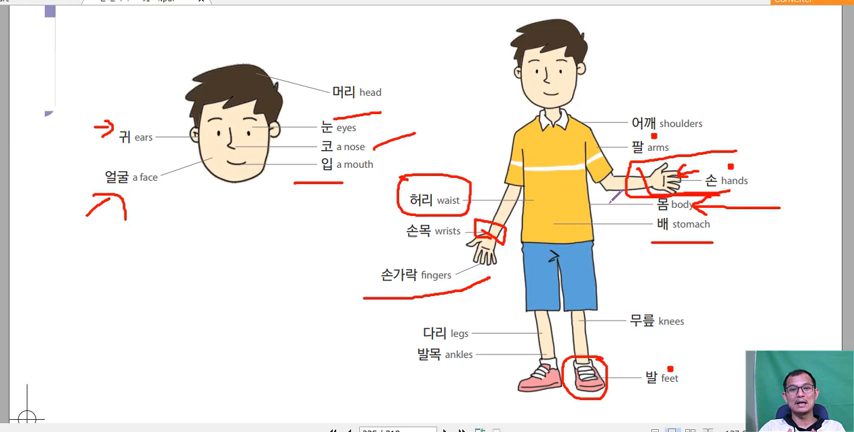 Converter
머리 head
귀 ears
눈 eyes
코 a nose
입 a mouth
얼굴 a face
어깨 shoulders
팔 arms
손 hands
허리 waist
몸 body
배 stomach
손목 wrists
손가락 fingers
무릎 knees
다리 legs
발목 ankles
발 feet